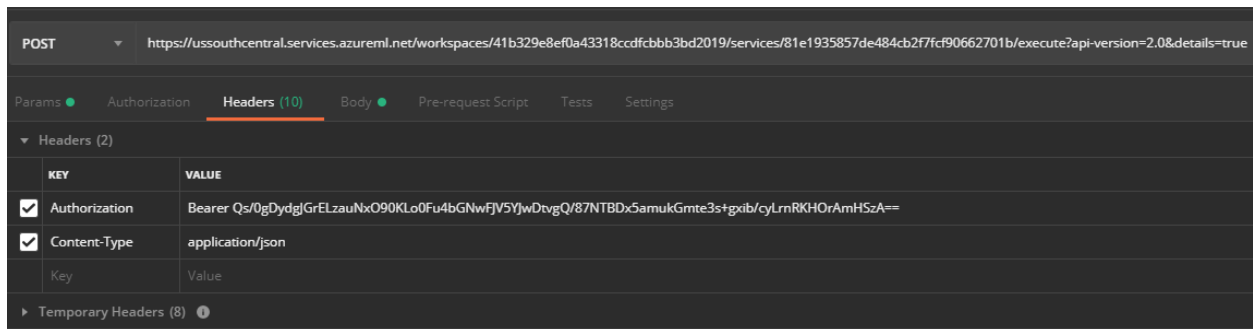 POST https://ussouthcentral.services.azureml.net/workspaces/41b329e8ef0a43318ccdfcbbb3bd2019/services/81e1935857de484cb2f7fcf90662701b/execute?api-version=2.0&details=true
Params Authorization Headers (10) Body Pre-request Script Tests Settings
Headers (2)
KEY VALUE
Authorization Bearer Qs/0gDydgJGrELzauNxO90KLo0Fu4bGNwFJV5YJwDtvgQ/87NTBDx5amukGmte3s+gxib/cyLrnRKHOrAmHSzA==
Content-Type application/json
Key Value
Temporary Headers (8)